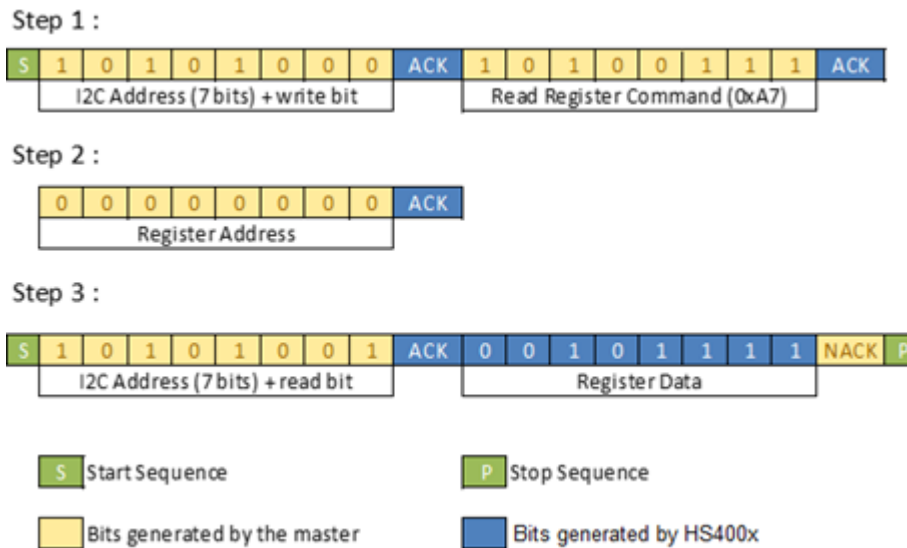 Step 1 :
S 1 0 1 0 1 0 0 0 ACK 1 0 1 0 0 1 1 1 ACK
I2C Address (7 bits) + write bit Read Register Command (0xA7)
Step 2 :
0 0 0 0 0 0 0 0 ACK
Register Address
Step 3 :
S 1 0 1 0 1 0 0 1 ACK 0 0 1 0 1 1 1 1 NACK P
I2C Address (7 bits) + read bit Register Data
S Start Sequence P Stop Sequence
Bits generated by the master Bits generated by HS400x